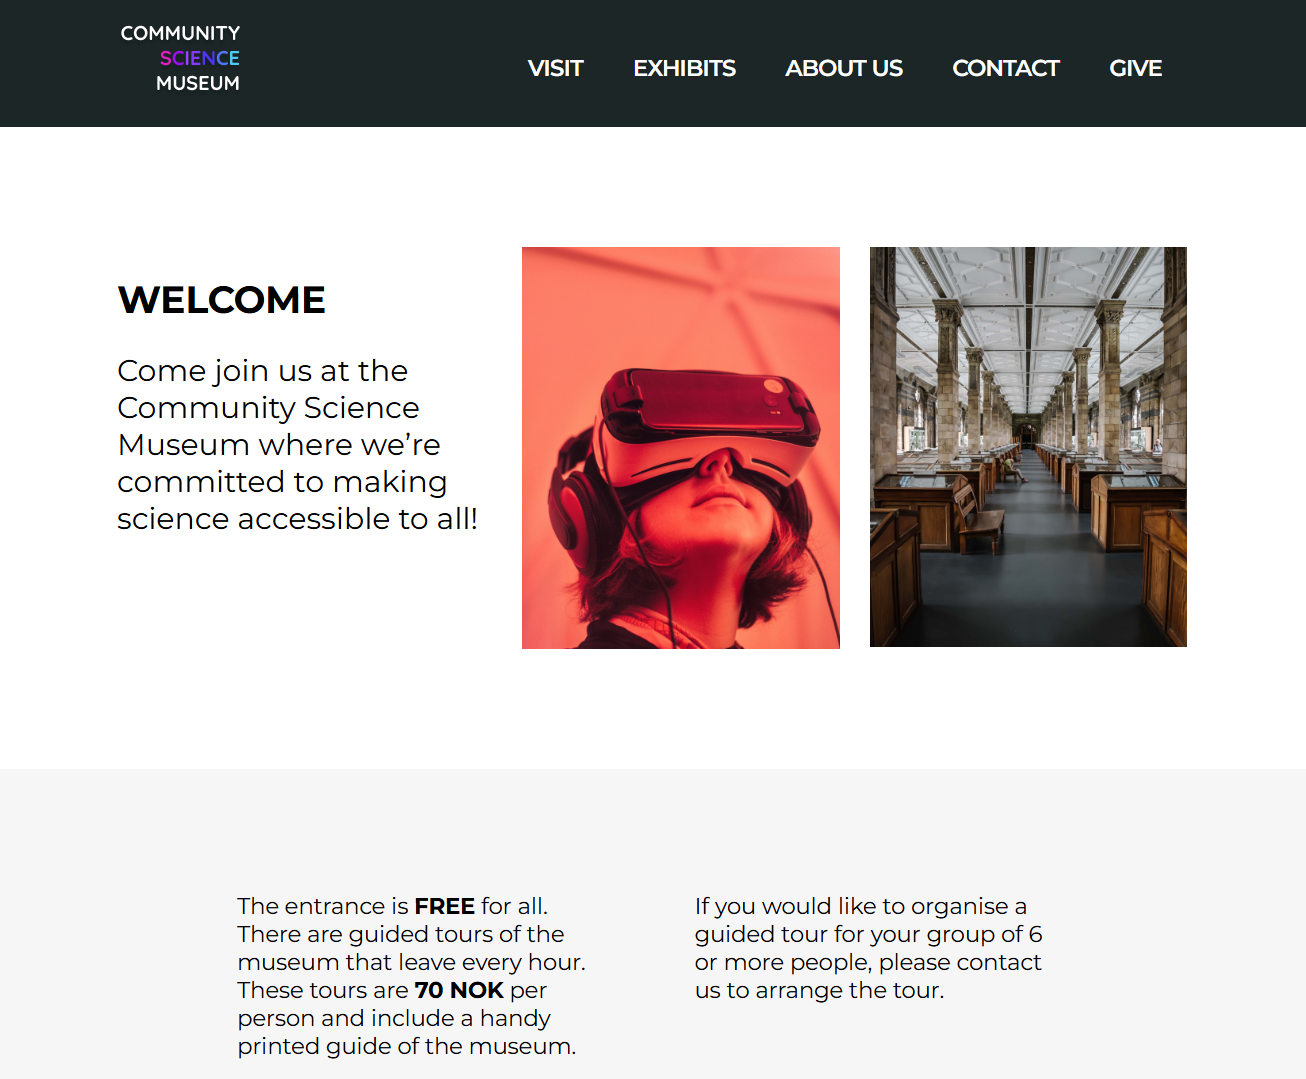 COMMUNITY
SCIENCE
MUSEUM
VISIT EXHIBITS ABOUT US CONTACT GIVE
WELCOME
Come join us at the
Community Science
Museum where we’re
committed to making
science accessible to all!
The entrance is FREE for all.
There are guided tours of the
museum that leave every hour.
These tours are 70 NOK per
person and include a handy
printed guide of the museum.
If you would like to organise a
guided tour for your group of 6
or more people, please contact
us to arrange the tour.